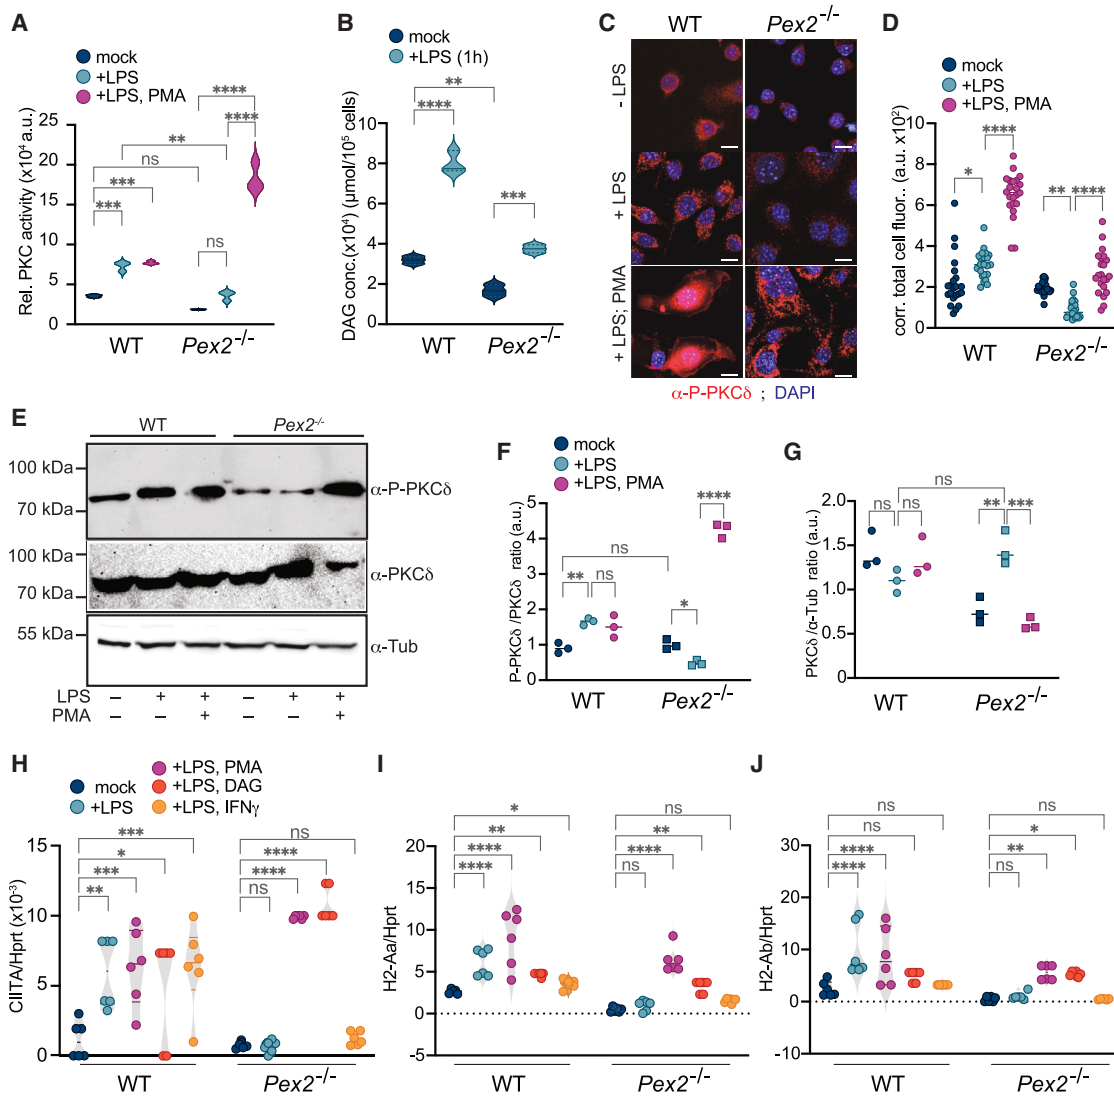 A
mock
+LPS
+LPS, PMA
****
****
**
ns
***
***
ns
Rel. PKC activity (x10⁴ a.u.)
25
20
15
10
5
0
WT
Pex2⁻/⁻
B
mock
+LPS (1h)
**
****
***
DAG conc.(x10⁴) (μmol/10⁵ cells)
10
8
6
4
2
0
WT
Pex2⁻/⁻
C
WT
Pex2⁻/⁻
- LPS
+ LPS
+ LPS; PMA
α-P-PKCδ ; DAPI
D
mock
+LPS
+LPS, PMA
****
*
** ****
corr. total cell fluor.. (a.u. x10²)
10
8
6
4
2
0
WT
Pex2⁻/⁻
E
WT
Pex2⁻/⁻
100 kDa
70 kDa
α-P-PKCδ
100 kDa
70 kDa
α-PKCδ
55 kDa
α-Tub
LPS – + + – + +
PMA – – + – – +
F
mock
+LPS
+LPS, PMA
****
ns
** ns
*
P-PKCδ /PKCδ ratio (a.u.)
5
4
3
2
1
0
WT
Pex2⁻/⁻
G
ns
ns ns
** ***
PKCδ /α-Tub ratio (a.u.)
2.0
1.5
1.0
0.5
0.0
WT
Pex2⁻/⁻
H
mock
+LPS
+LPS, PMA
+LPS, DAG
+LPS, IFNγ
***
*
***
**
ns
****
****
ns
CIITA/Hprt (x10⁻³)
15
10
5
0
WT
Pex2⁻/⁻
I
*
**
****
****
ns
**
****
ns
H2-Aa/Hprt
20
15
10
5
0
-5
WT
Pex2⁻/⁻
J
ns
ns
****
****
ns
*
**
ns
H2-Ab/Hprt
30
20
10
0
-10
WT
Pex2⁻/⁻